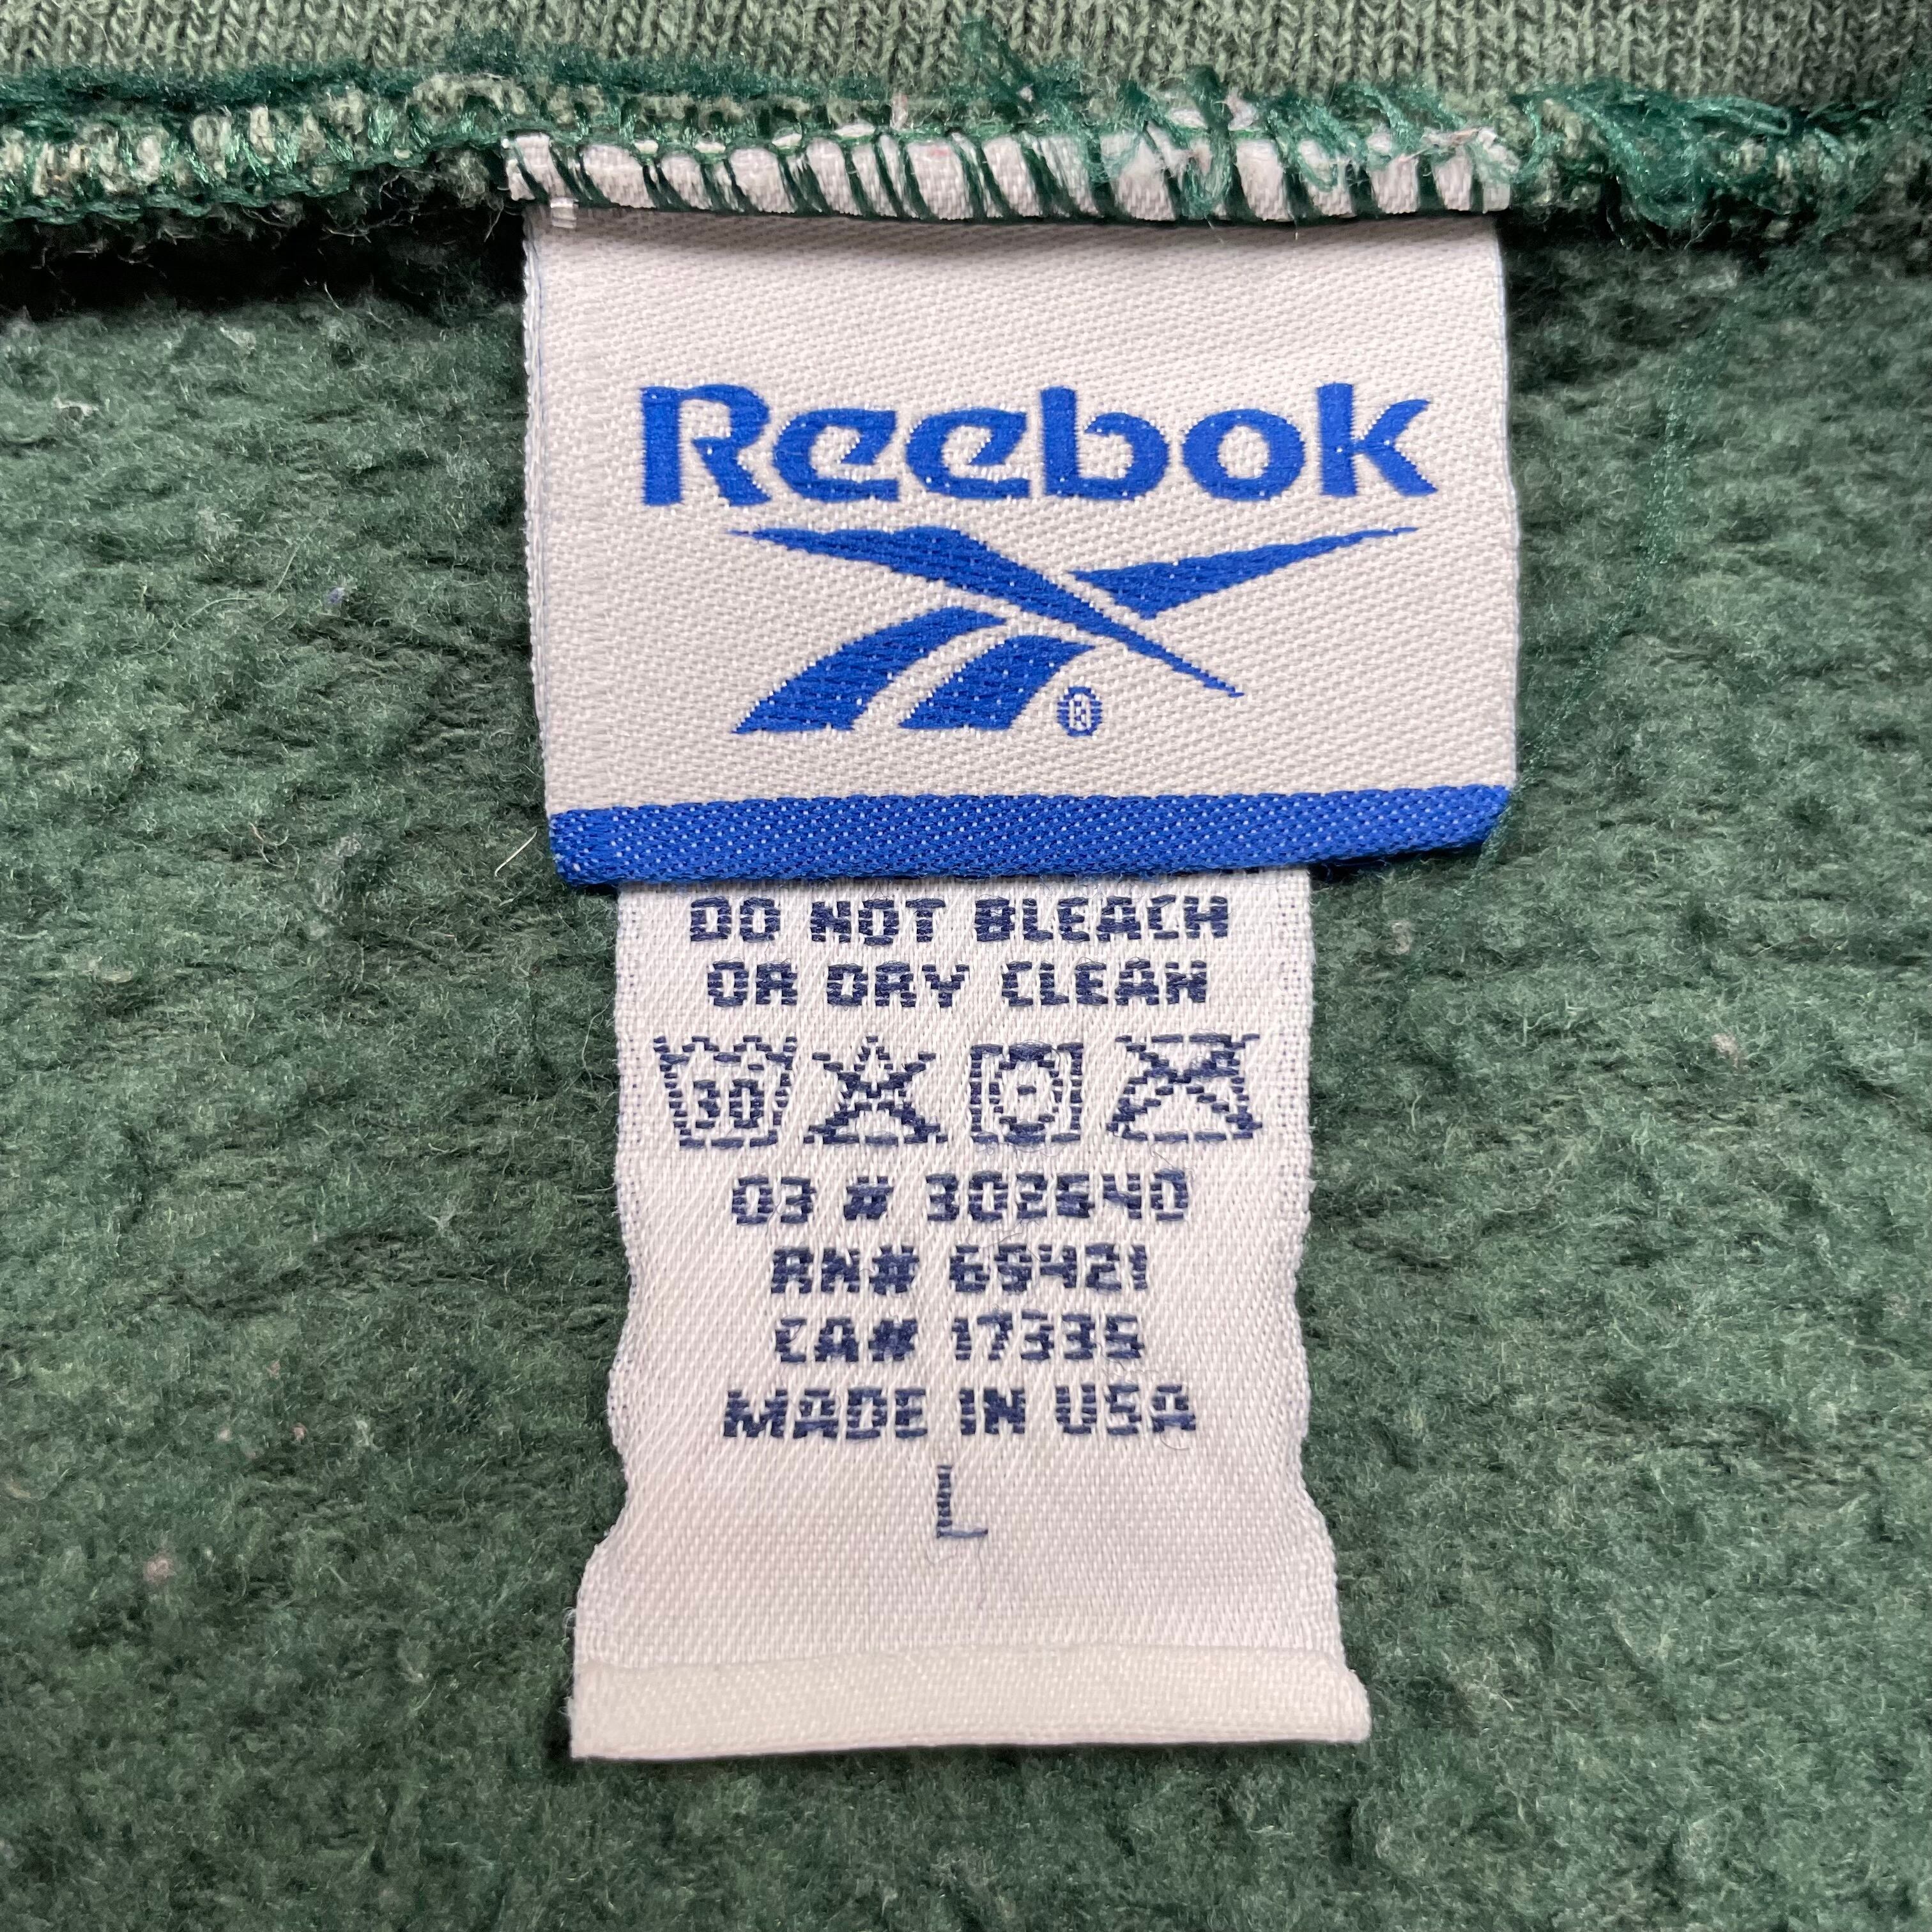 Reebok
®
DO NOT BLEACH
OR DRY CLEAN
30
03 # 302640
RN# 69421
CA# 17335
MADE IN USA
L